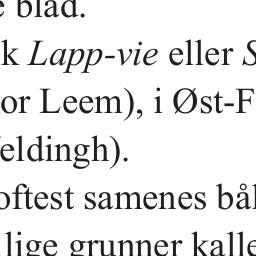 e blad.
k Lapp-vie eller S
or Leem), i Øst-F
eldingh).
oftest samenes bål
lige grunner kalle